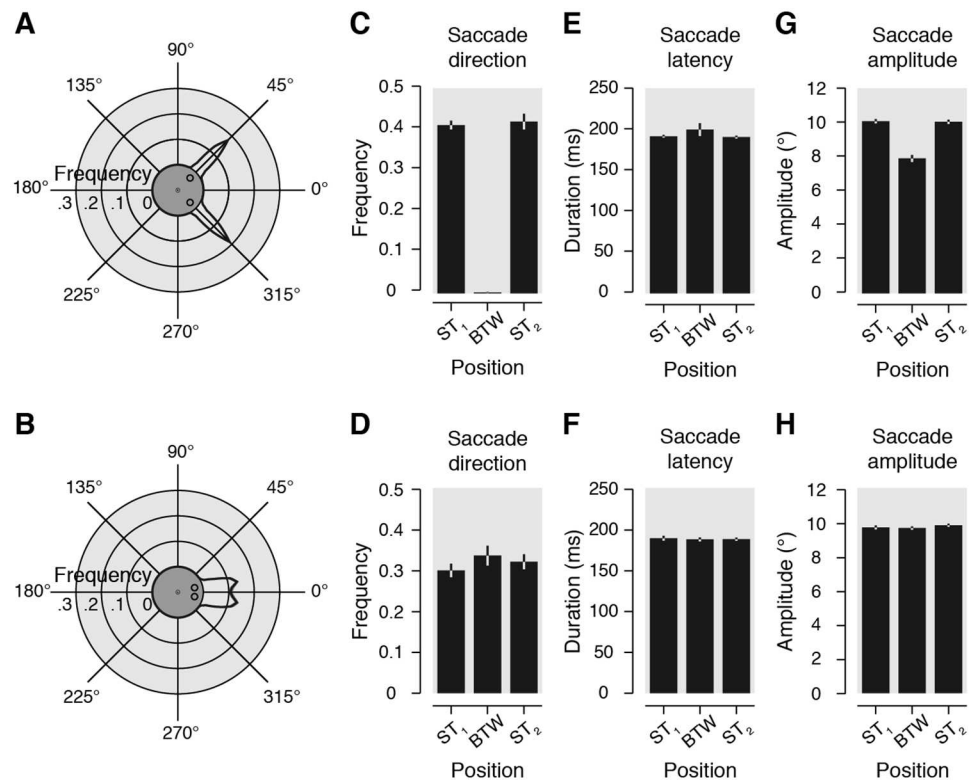 A
90°
135°
45°
Frequency
180°
.3 .2 .1 0
0°
225°
315°
270°
C
Saccade
direction
Frequency
0.5
0.4
0.3
0.2
0.1
0
ST1 BTW ST2
Position
E
Saccade
latency
Duration (ms)
250
200
150
100
50
0
ST1 BTW ST2
Position
G
Saccade
amplitude
Amplitude (°)
12
10
8
6
4
2
0
ST1 BTW ST2
Position
B
90°
135°
45°
Frequency
180°
.3 .2 .1 0
0°
225°
315°
270°
D
Saccade
direction
Frequency
0.5
0.4
0.3
0.2
0.1
0
ST1 BTW ST2
Position
F
Saccade
latency
Duration (ms)
250
200
150
100
50
0
ST1 BTW ST2
Position
H
Saccade
amplitude
Amplitude (°)
12
10
8
6
4
2
0
ST1 BTW ST2
Position